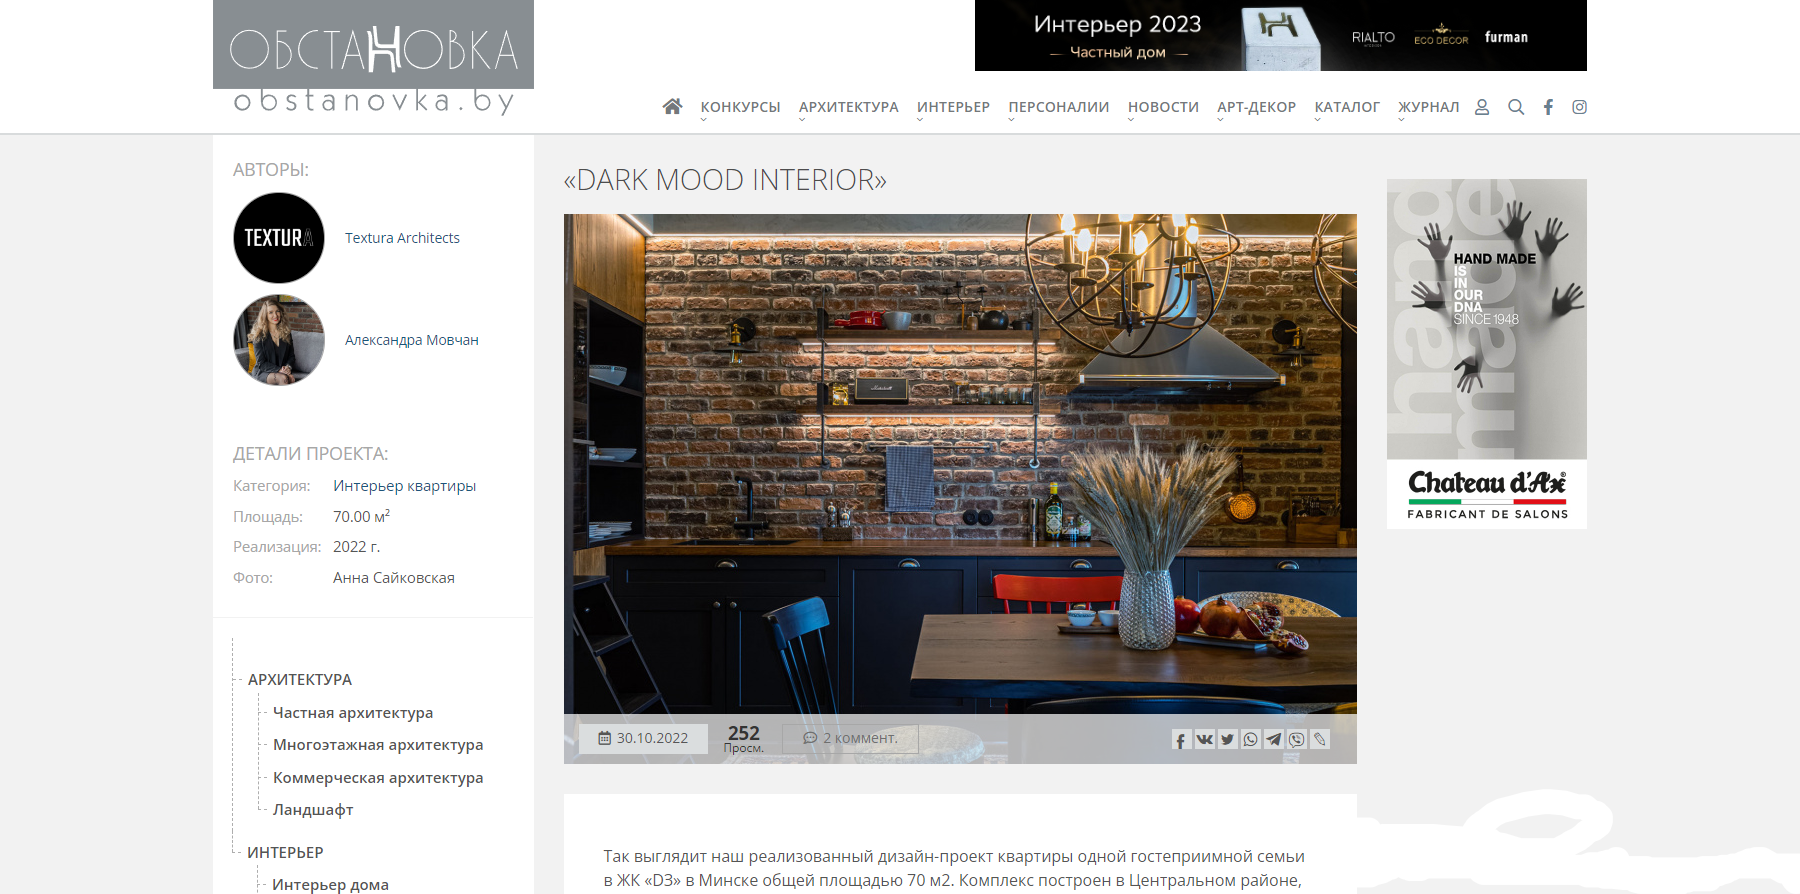 ОБСТАНОВКА
obstanovka.by
Интерьер 2023
Частный дом
RIALTO
ECO DECOR
furman
КОНКУРСЫ
АРХИТЕКТУРА
ИНТЕРЬЕР
ПЕРСОНАЛИИ
НОВОСТИ
АРТ-ДЕКОР
КАТАЛОГ
ЖУРНАЛ
АВТОРЫ:
TEXTURA
Textura Architects
Александра Мовчан
ДЕТАЛИ ПРОЕКТА:
Категория: Интерьер квартиры
Площадь: 70.00 м²
Реализация: 2022 г.
Фото: Анна Сайковская
АРХИТЕКТУРА
Частная архитектура
Многоэтажная архитектура
Коммерческая архитектура
Ландшафт
ИНТЕРЬЕР
Интерьер дома
«DARK MOOD INTERIOR»
Marshall
30.10.2022
252
Просм.
2 коммент.
Так выглядит наш реализованный дизайн-проект квартиры одной гостеприимной семьи
в ЖК «D3» в Минске общей площадью 70 м2. Комплекс построен в Центральном районе,
hand
made
HAND MADE
IS
IN
OUR
DNA
SINCE 1948
Chateau d'Ax®
FABRICANT DE SALONS